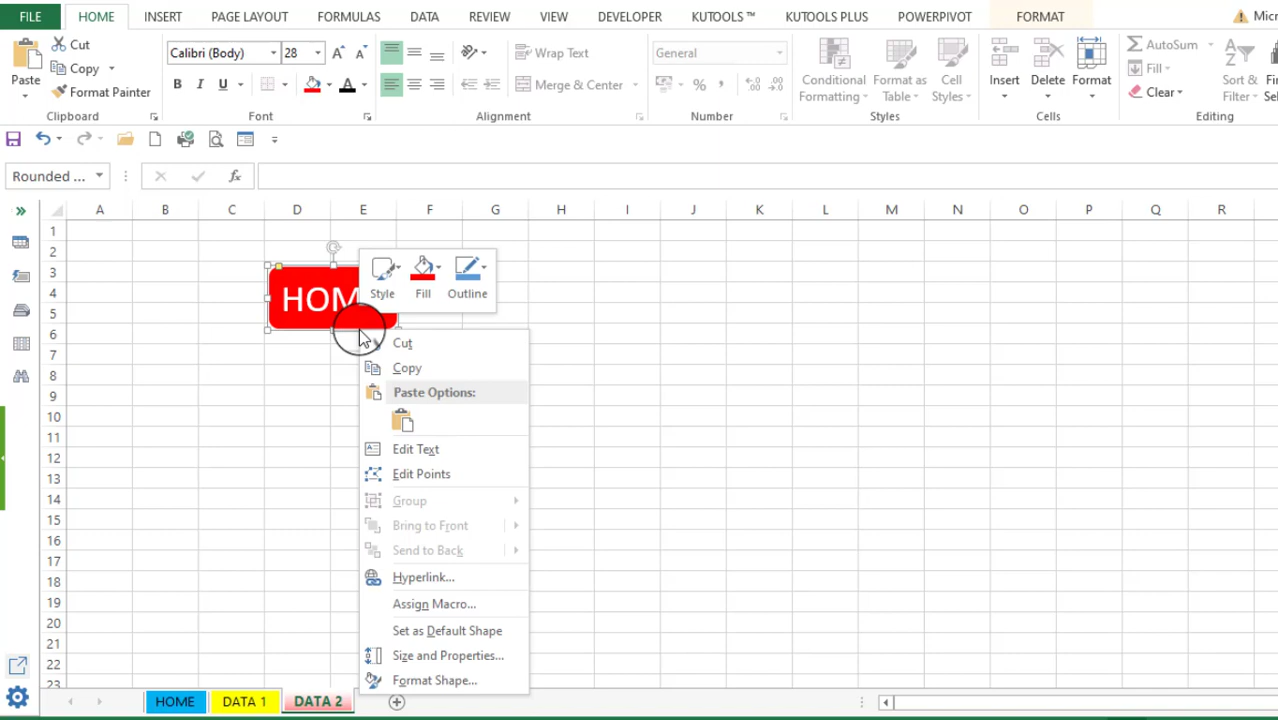 FILE HOME INSERT PAGE LAYOUT FORMULAS DATA REVIEW VIEW DEVELOPER KUTOOLS ™ KUTOOLS PLUS POWERPIVOT FORMAT
Cut
Copy
Format Painter
Paste
Clipboard
Calibri (Body) 28
B I U A
Font
Wrap Text
Merge & Center
Alignment
General
%
Number
Conditional Formatting
Format as Table
Cell Styles
Styles
Insert
Delete
Format
Cells
AutoSum
Fill
Clear
Sort &
Filter
Editing
Rounded ...
fx
A B C D E F G H I J K L M N O P Q R
1
2
3
4
5
6
7
8
9
10
11
12
13
14
15
16
17
18
19
20
21
22
23
HOM
Style Fill Outline
Cut
Copy
Paste Options:
Edit Text
Edit Points
Group
Bring to Front
Send to Back
Hyperlink...
Assign Macro...
Set as Default Shape
Size and Properties...
Format Shape...
HOME DATA 1 DATA 2